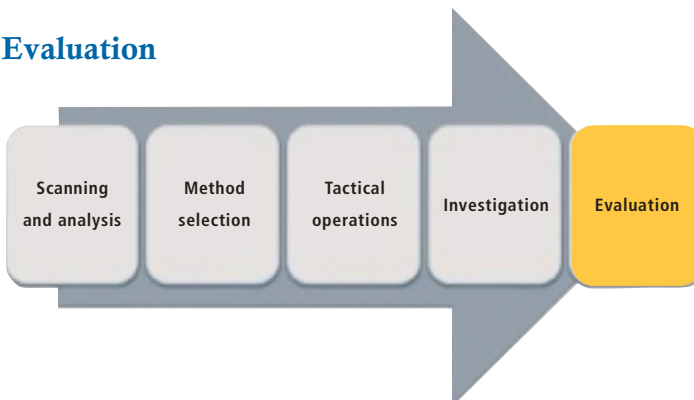 Evaluation
Scanning
and analysis
Method
selection
Tactical
operations
Investigation
Evaluation